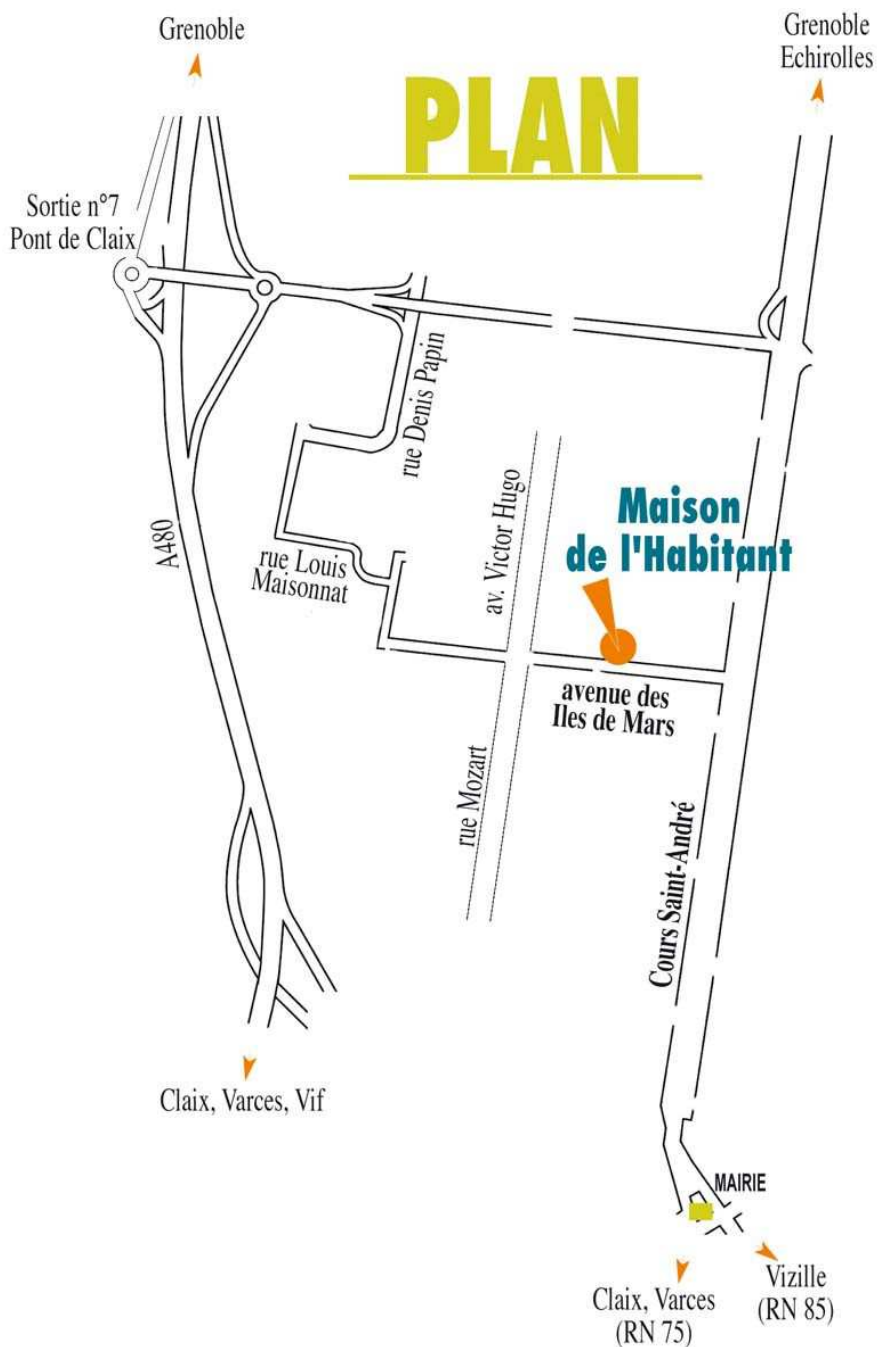 Grenoble
Grenoble
Echirolles
PLAN
Sortie n°7
Pont de Claix
rue Denis Papin
av. Victor Hugo
Maison
de l'Habitant
A480
rue Louis
Maisonnat
avenue des
Iles de Mars
rue Mozart
Cours Saint-André
Claix, Varces, Vif
MAIRIE
Claix, Varces
(RN 75)
Vizille
(RN 85)